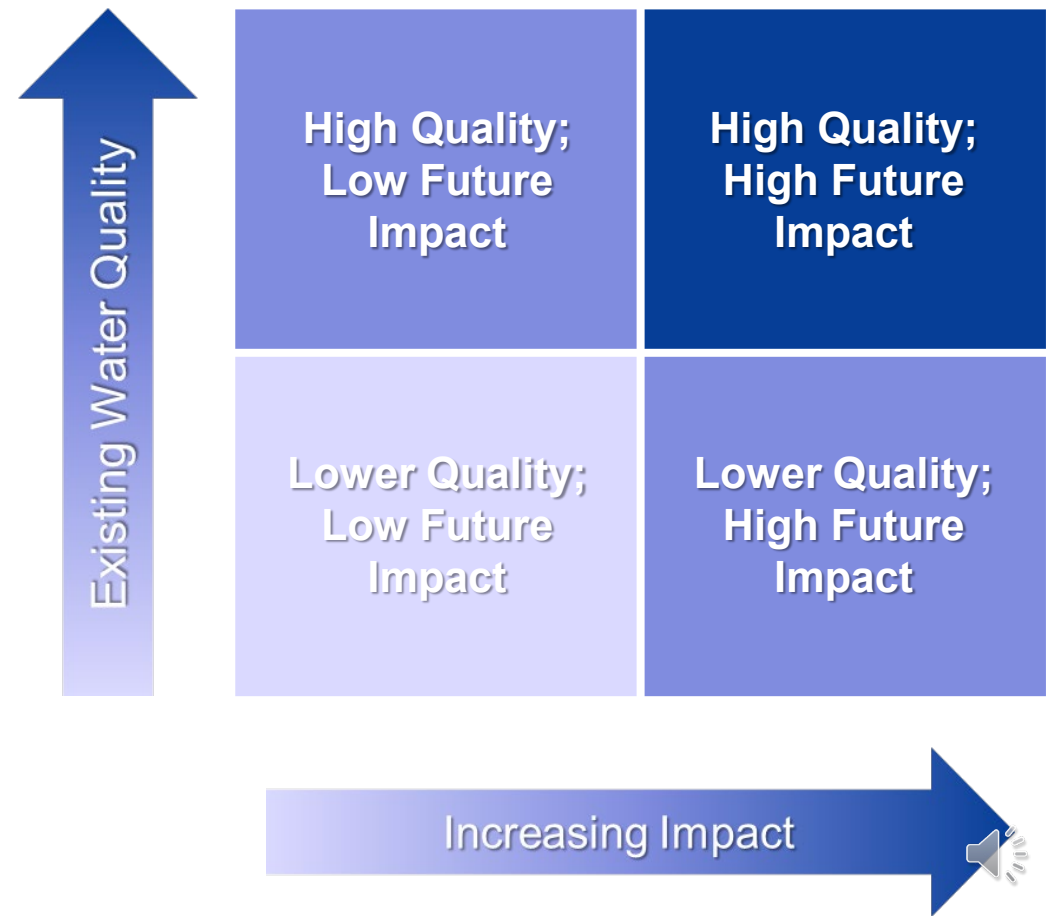 Existing Water Quality
High Quality;
Low Future
Impact
High Quality;
High Future
Impact
Lower Quality;
Low Future
Impact
Lower Quality;
High Future
Impact
Increasing Impact